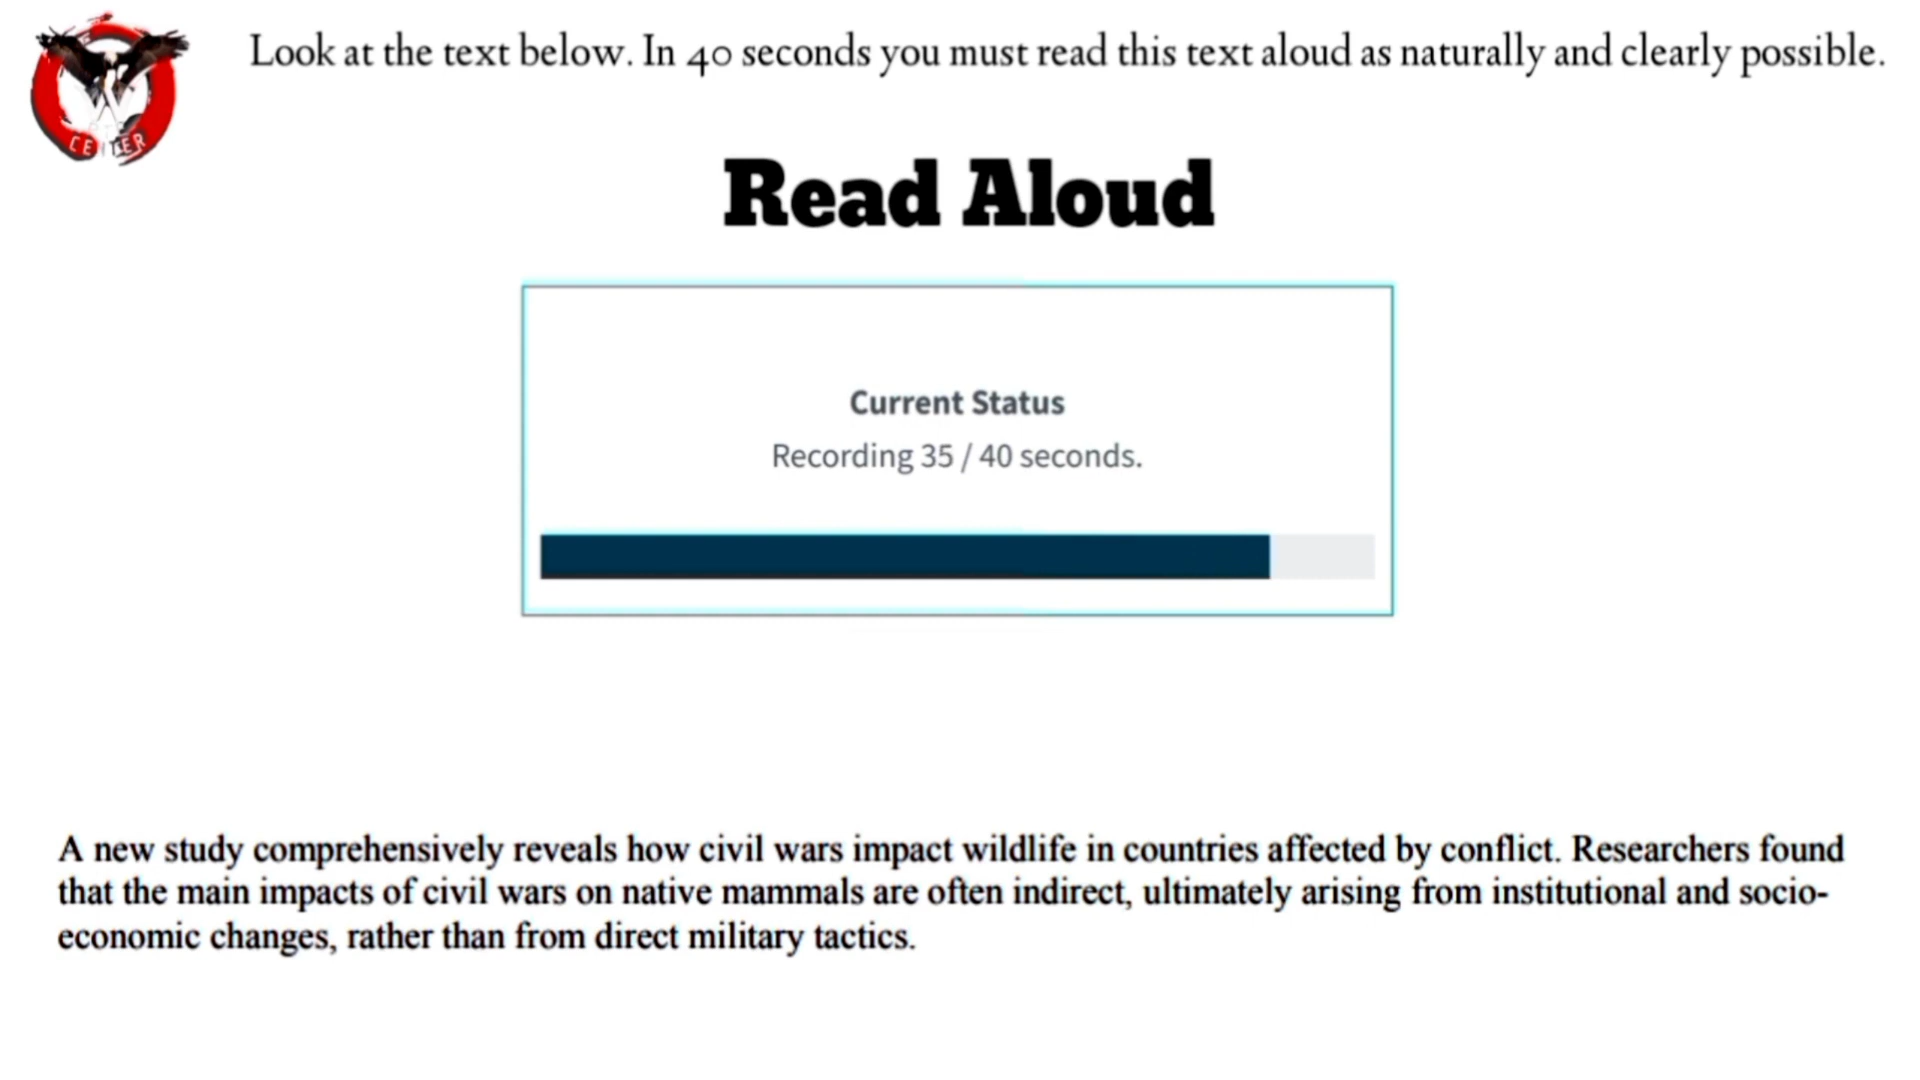 Look at the text below. In 40 seconds you must read this text aloud as naturally and clearly possible.
CENTER
Read Aloud
Current Status
Recording 35 / 40 seconds.
A new study comprehensively reveals how civil wars impact wildlife in countries affected by conflict. Researchers found
that the main impacts of civil wars on native mammals are often indirect, ultimately arising from institutional and socio-
economic changes, rather than from direct military tactics.